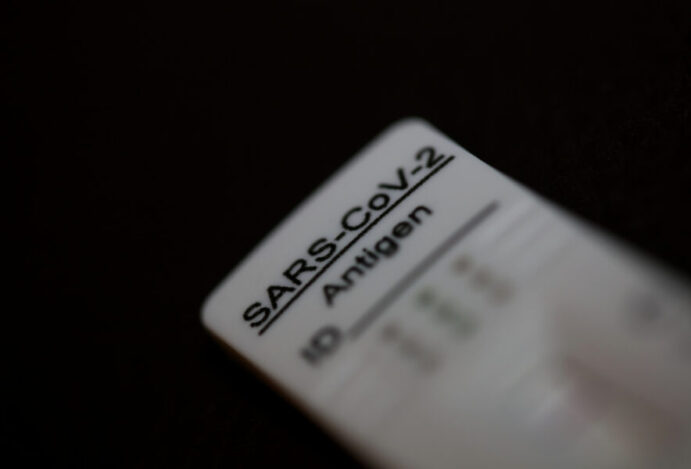 SARS-CoV-2
Antigen
ID